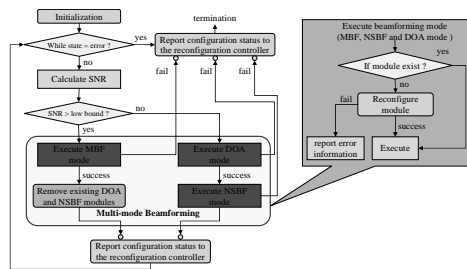 Initialization
While state = error ?
yes
no
Calculate SNR
SNR > low bound ?
no
yes
termination
Report configuration status to
the reconfiguration controller
fail
fail
fail
Execute MBF
mode
Execute DOA
mode
success
success
Remove existing DOA
and NSBF modules
Execute NSBF
mode
Multi-mode Beamforming
Report configuration status to
the reconfiguration controller
Execute beamforming mode
(MBF, NSBF and DOA mode )
If module exist ?
yes
no
fail
Reconfigure
module
success
report error
information
Execute